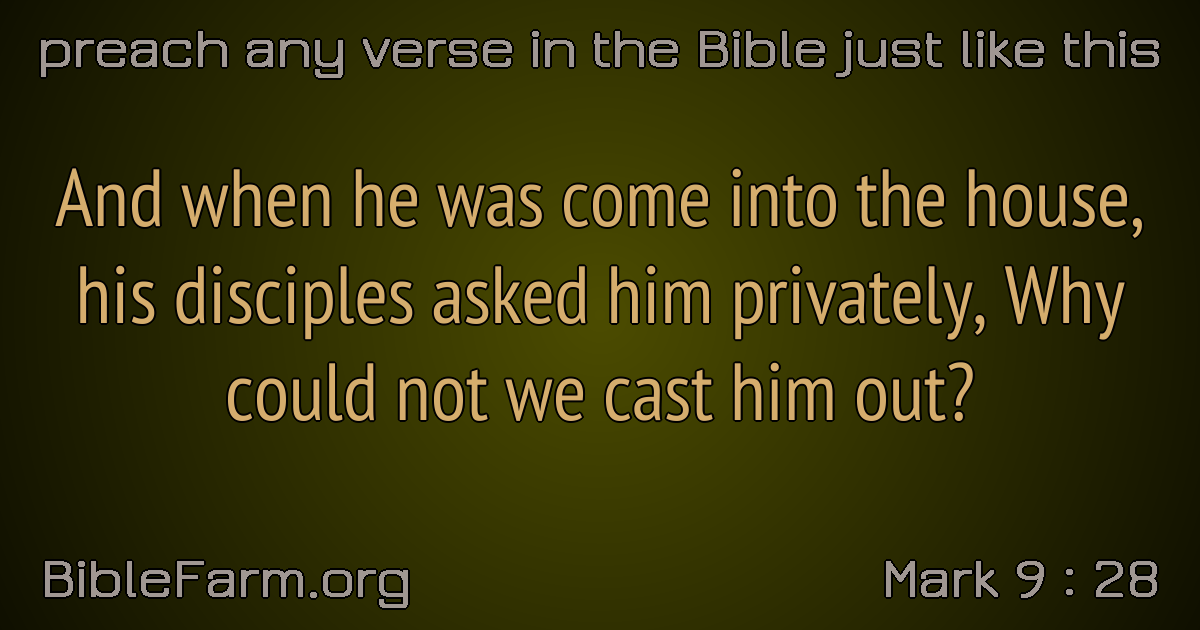 preach any verse in the Bible just like this
And when he was come into the house,
his disciples asked him privately, Why
could not we cast him out?
BibleFarm.org
Mark 9 : 28